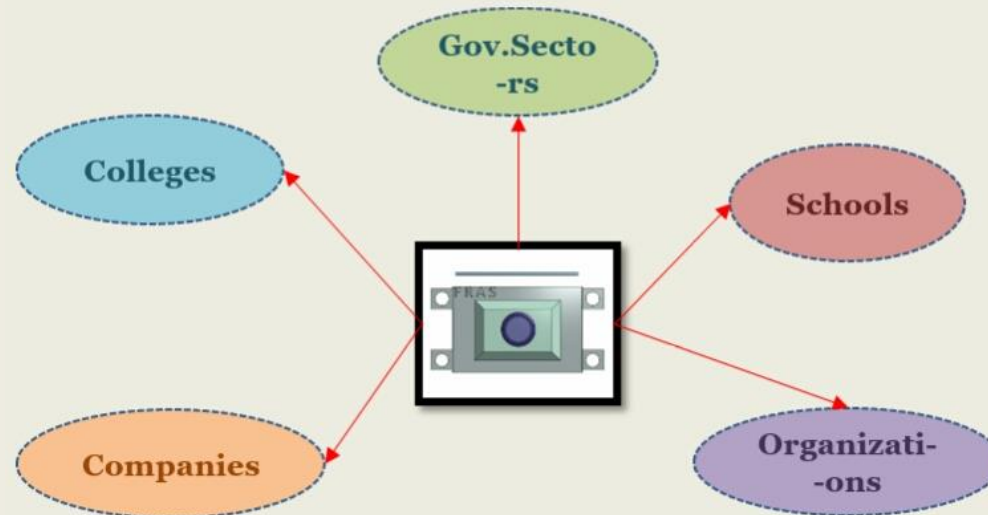 Gov.Secto
-rs
Colleges
Schools
FRAS
Companies
Organizati-
-ons